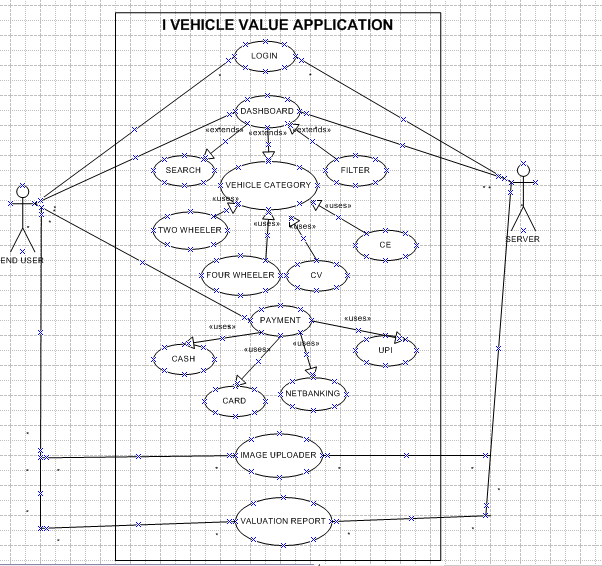 I VEHICLE VALUE APPLICATION
LOGIN
DASHBOARD
«extends»
«extends»
«extends»
SEARCH
FILTER
VEHICLE CATEGORY
«uses»
«uses»
TWO WHEELER
«uses»
«uses»
CE
END USER
SERVER
FOUR WHEELER
CV
PAYMENT
«uses»
«uses»
«uses»
«uses»
CASH
UPI
CARD
NETBANKING
IMAGE UPLOADER
VALUATION REPORT